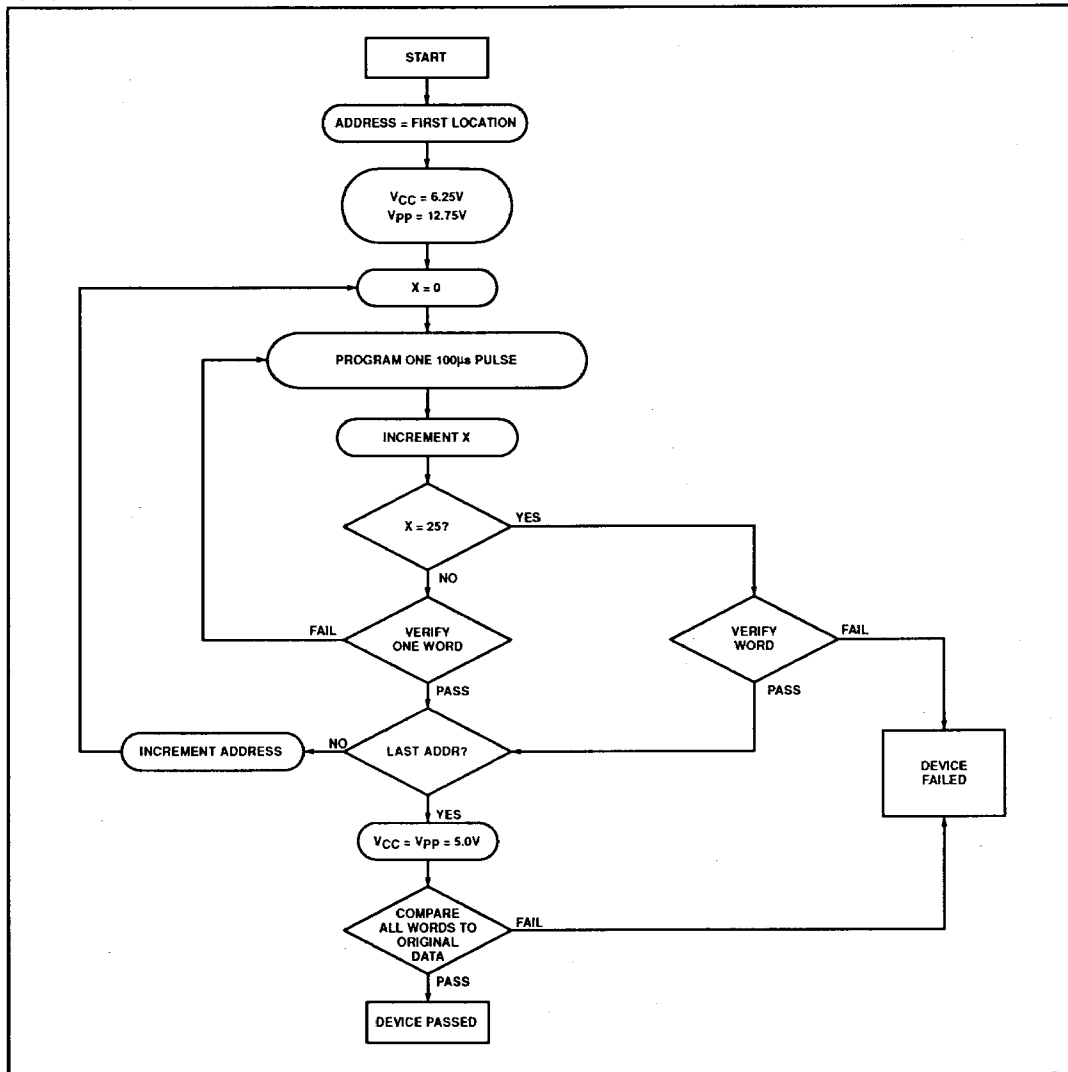 START
ADDRESS = FIRST LOCATION
VCC = 6.25V
VPP = 12.75V
X = 0
PROGRAM ONE 100µs PULSE
INCREMENT X
X = 25?
YES
NO
VERIFY
ONE WORD
FAIL
PASS
VERIFY
WORD
FAIL
PASS
INCREMENT ADDRESS
NO
LAST ADDR?
DEVICE
FAILED
YES
VCC = VPP = 5.0V
COMPARE
ALL WORDS TO
ORIGINAL
DATA
FAIL
PASS
DEVICE PASSED